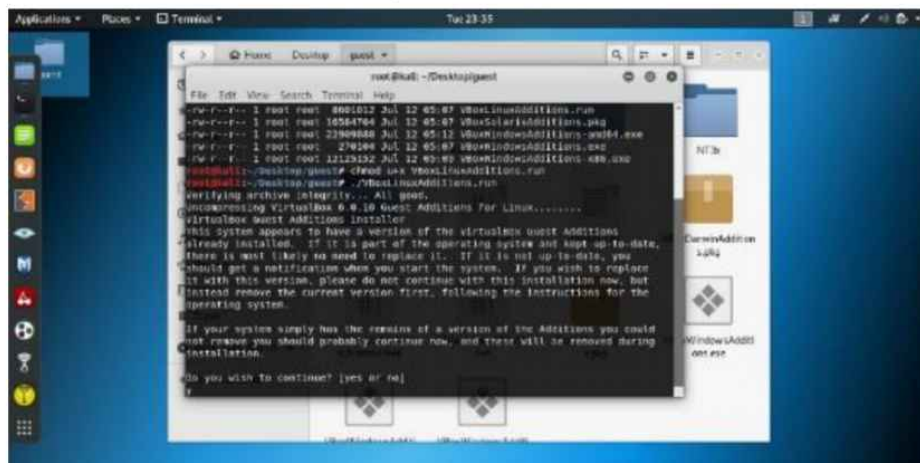 Applications Places Terminal Tue 23:35
Home Desktop guest
root@kali: ~/Desktop/guest
File Edit View Search Terminal Help
-rw-r--r-- 1 root root 8601012 Jul 12 05:07 VBoxLinuxAdditions.run
-rw-r--r-- 1 root root 16584704 Jul 12 05:07 VBoxSolarisAdditions.pkg
-rw-r--r-- 1 root root 22909880 Jul 12 05:12 VBoxWindowsAdditions-amd64.exe
-rw-r--r-- 1 root root 270104 Jul 12 05:07
-rw-r--r-- 1 root root 12125152 Jul 12 05:09 VBoxWindowsAdditions-x86.exe
root@kali:~/Desktop/guest# chmod u+x VBoxLinuxAdditions.run
root@kali:~/Desktop/guest# ./VBoxLinuxAdditions.run
Verifying archive integrity... All good.
Uncompressing VirtualBox 6.0.10 Guest Additions for Linux........
VirtualBox Guest Additions installer
This system appears to have a version of the VirtualBox Guest Additions
already installed. If it is part of the operating system and kept up-to-date,
there is most likely no need to replace it. If it is not up-to-date, you
should get a notification when you start the system. If you wish to replace
it with this version, please do not continue with this installation now, but
instead remove the current version first, following the instructions for the
operating system.
If your system simply has the remains of a version of the Additions you could
not remove you should probably continue now, and these will be removed during
installation.
Do you wish to continue? [yes or no]
y